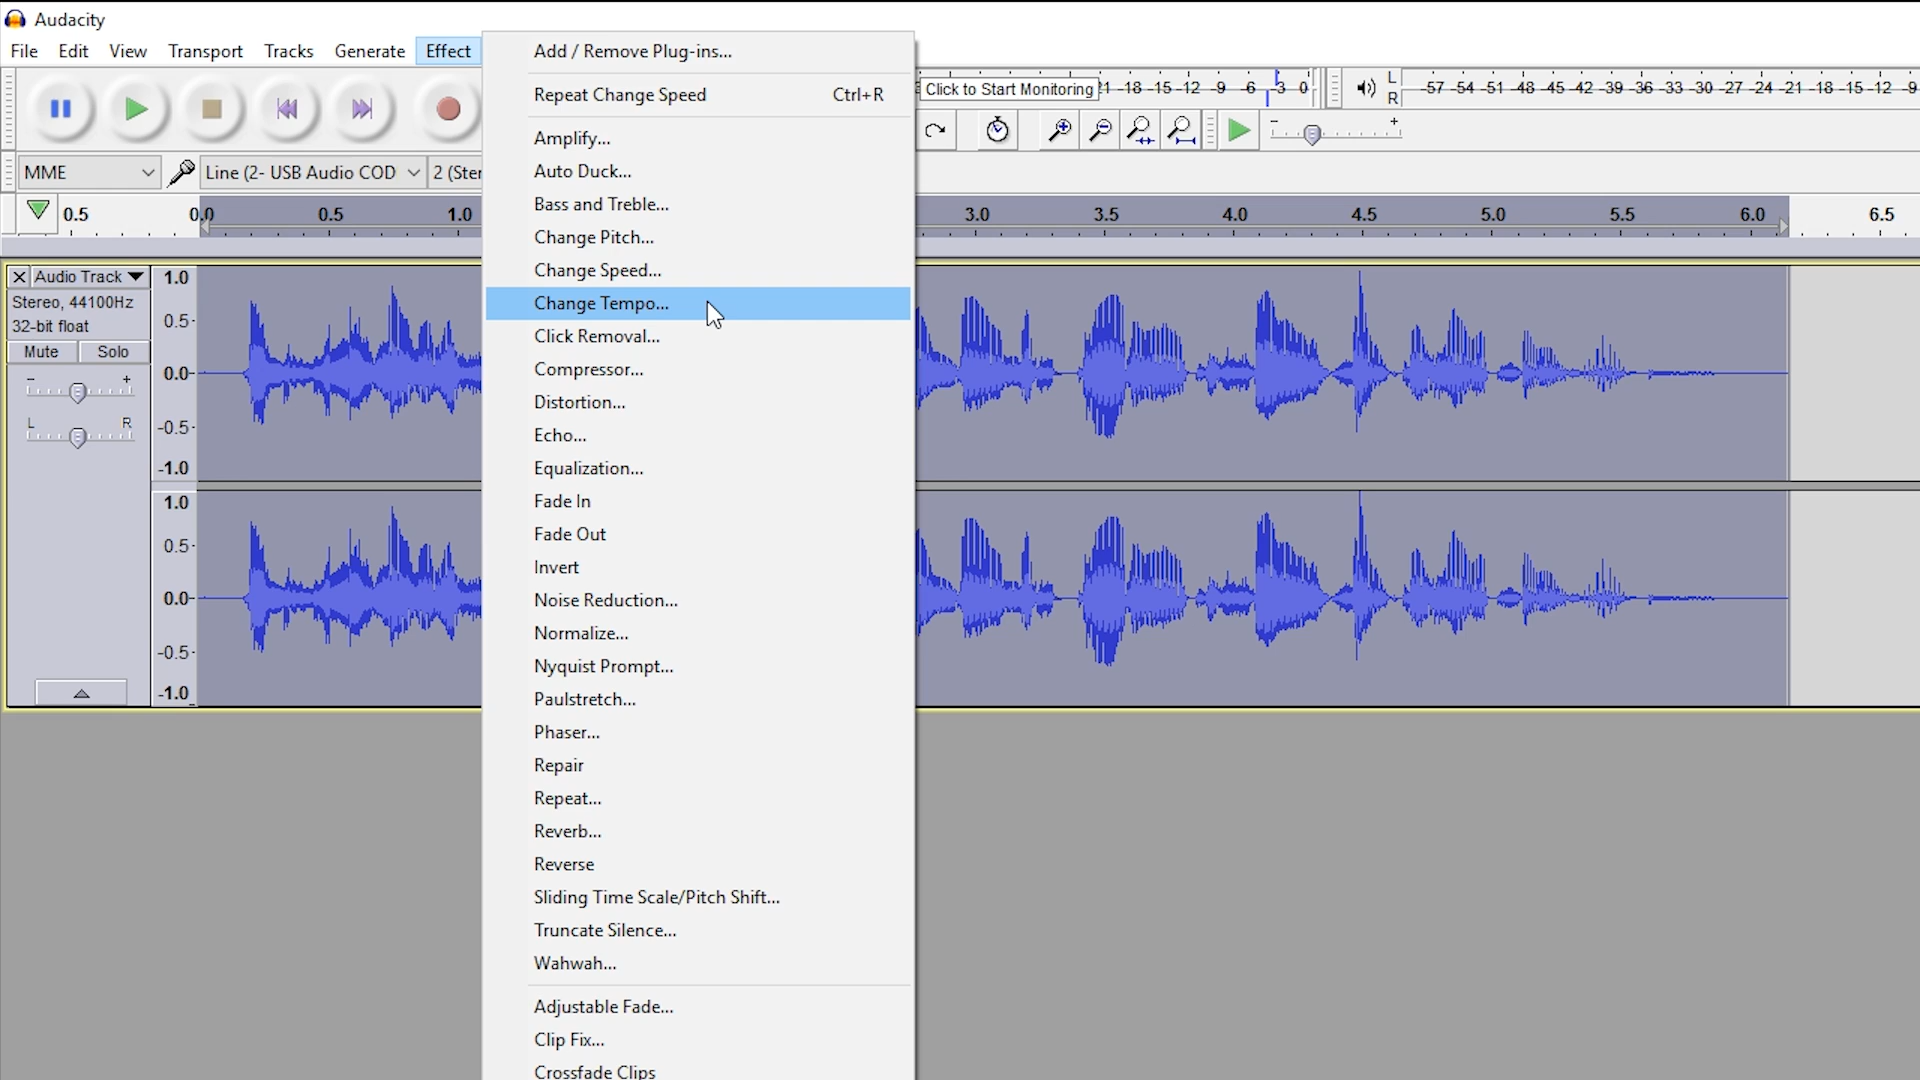 Audacity
File Edit View Transport Tracks Generate Effect
Add / Remove Plug-ins...
Repeat Change Speed Ctrl+R
Amplify...
Auto Duck...
Bass and Treble...
Change Pitch...
Change Speed...
Change Tempo...
Click Removal...
Compressor...
Distortion...
Echo...
Equalization...
Fade In
Fade Out
Invert
Noise Reduction...
Normalize...
Nyquist Prompt...
Paulstretch...
Phaser...
Repair
Repeat...
Reverb...
Reverse
Sliding Time Scale/Pitch Shift...
Truncate Silence...
Wahwah...
Adjustable Fade...
Clip Fix...
Crossfade Clips
Click to Start Monitoring -18 -15 -12 -9 -6 -3 0
L
R
-57 -54 -51 -48 -45 -42 -39 -36 -33 -30 -27 -24 -21 -18 -15 -12 -9
MME Line (2- USB Audio COD 2 (Ster
0.5 0.0 0.5 1.0 3.0 3.5 4.0 4.5 5.0 5.5 6.0 6.5
Audio Track
Stereo, 44100Hz
32-bit float
Mute Solo
- +
L R
1.0
0.5
0.0
-0.5
-1.0
1.0
0.5
0.0
-0.5
-1.0